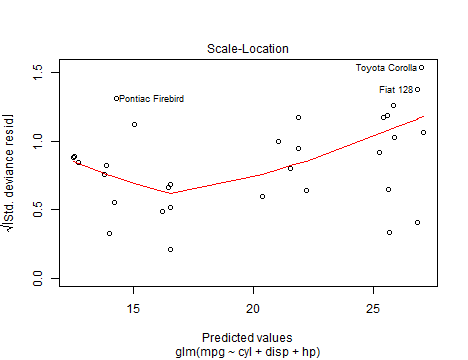 Scale-Location
√|Std. deviance resid.|
1.5
1.0
0.5
0.0
Toyota Corolla
Fiat 128
Pontiac Firebird
15
20
25
Predicted values
glm(mpg ~ cyl + disp + hp)